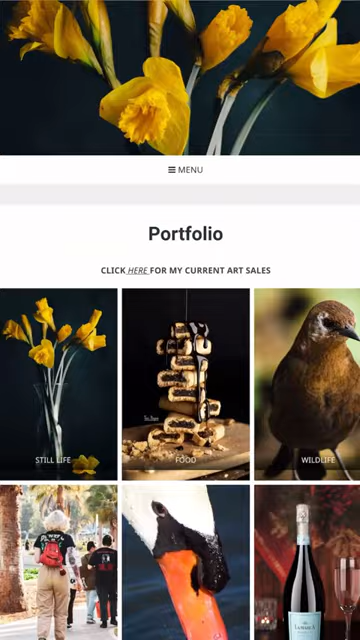 MENU
Portfolio
CLICK HERE FOR MY CURRENT ART SALES
STILL LIFE
FOOD
WILDLIFE